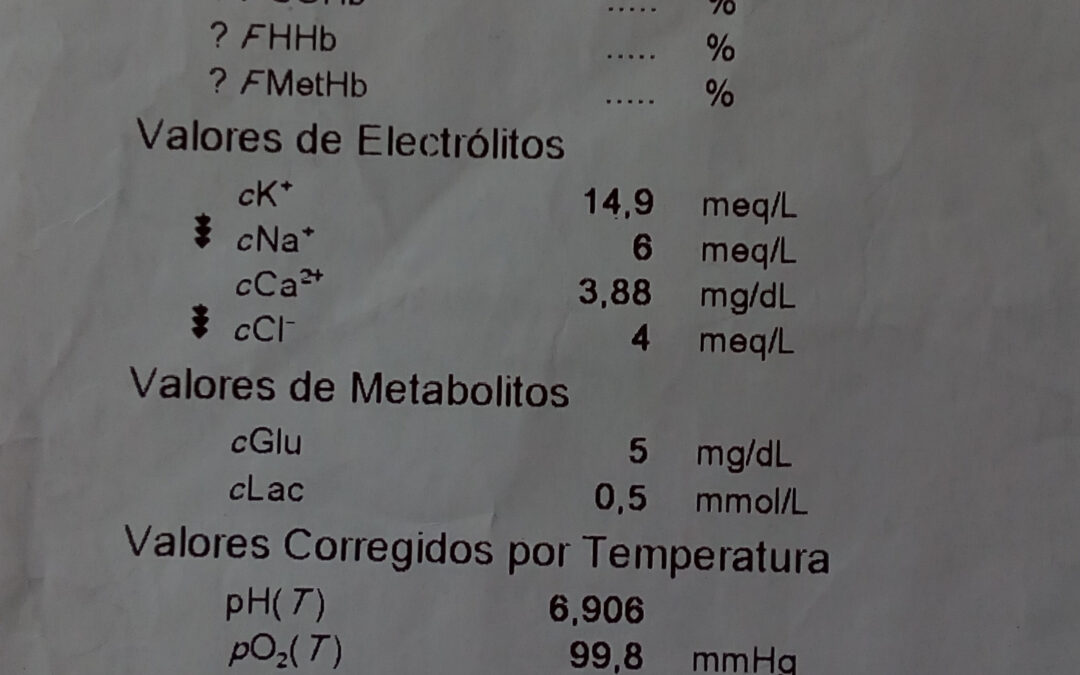 ..... %
? FHHb ..... %
? FMetHb ..... %
Valores de Electrólitos
cK⁺ 14,9 meq/L
cNa⁺ 6 meq/L
cCa²⁺ 3,88 mg/dL
cCl⁻ 4 meq/L
Valores de Metabolitos
cGlu 5 mg/dL
cLac 0,5 mmol/L
Valores Corregidos por Temperatura
pH(T) 6,906
pO₂(T) 99,8 mmHg